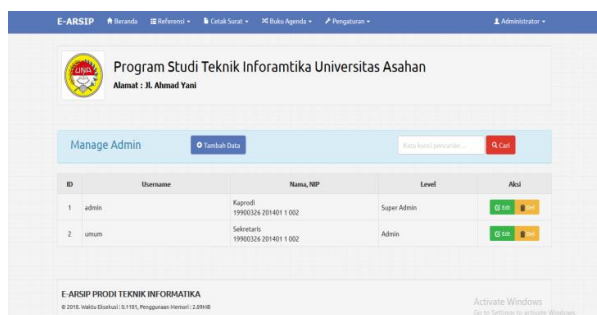 E-ARSIP Beranda Referensi Cetak Surat Buku Agenda Pengaturan Administrator
UNA
Program Studi Teknik Inforamtika Universitas Asahan
Alamat : Jl. Ahmad Yani
Manage Admin Tambah Data Kata kunci pencarian ... Cari
ID Username Nama, NIP Level Aksi
1 admin Kaprodi 19900326 201401 1 002 Super Admin Edit Del
2 umum Sekretaris 19900326 201401 1 002 Admin Edit Del
E-ARSIP PRODI TEKNIK INFORMATIKA
© 2018. Waktu Eksekusi : 0.1191, Penggunaan Memori : 2.09MB
Activate Windows
Go to Settings to activate Windows.